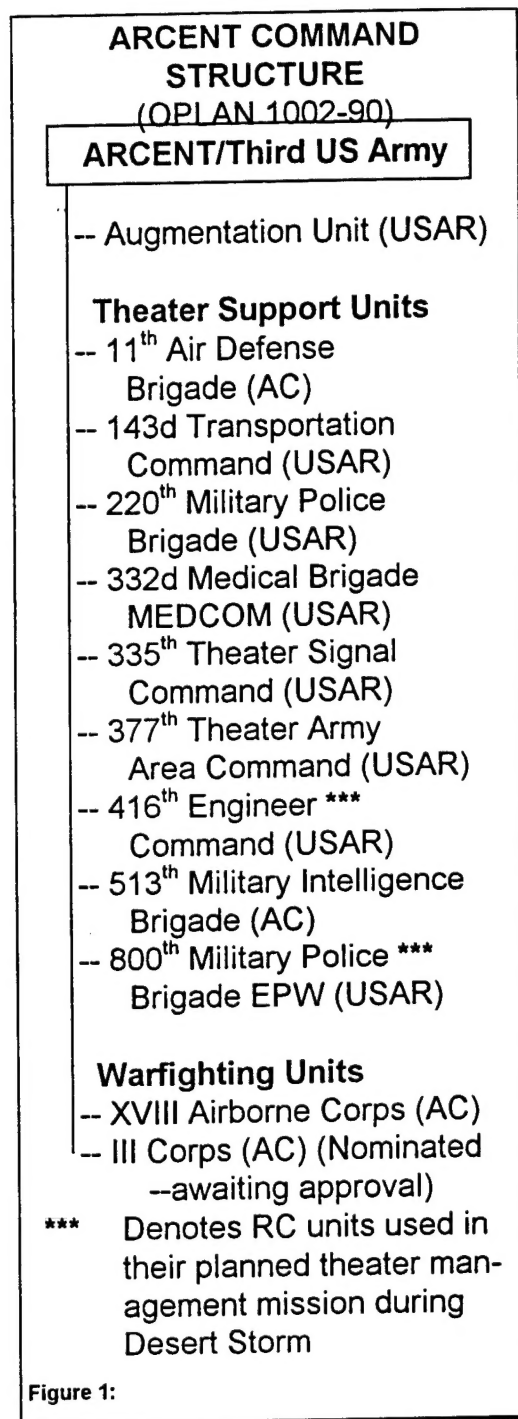 ARCENT COMMAND
STRUCTURE
(OPLAN 1002-90)
ARCENT/Third US Army
-- Augmentation Unit (USAR)
Theater Support Units
-- 11th Air Defense
Brigade (AC)
-- 143d Transportation
Command (USAR)
-- 220th Military Police
Brigade (USAR)
-- 332d Medical Brigade
MEDCOM (USAR)
-- 335th Theater Signal
Command (USAR)
-- 377th Theater Army
Area Command (USAR)
-- 416th Engineer ***
Command (USAR)
-- 513th Military Intelligence
Brigade (AC)
-- 800th Military Police ***
Brigade EPW (USAR)
Warfighting Units
-- XVIII Airborne Corps (AC)
-- III Corps (AC) (Nominated
--awaiting approval)
*** Denotes RC units used in
their planned theater man-
agement mission during
Desert Storm
Figure 1: